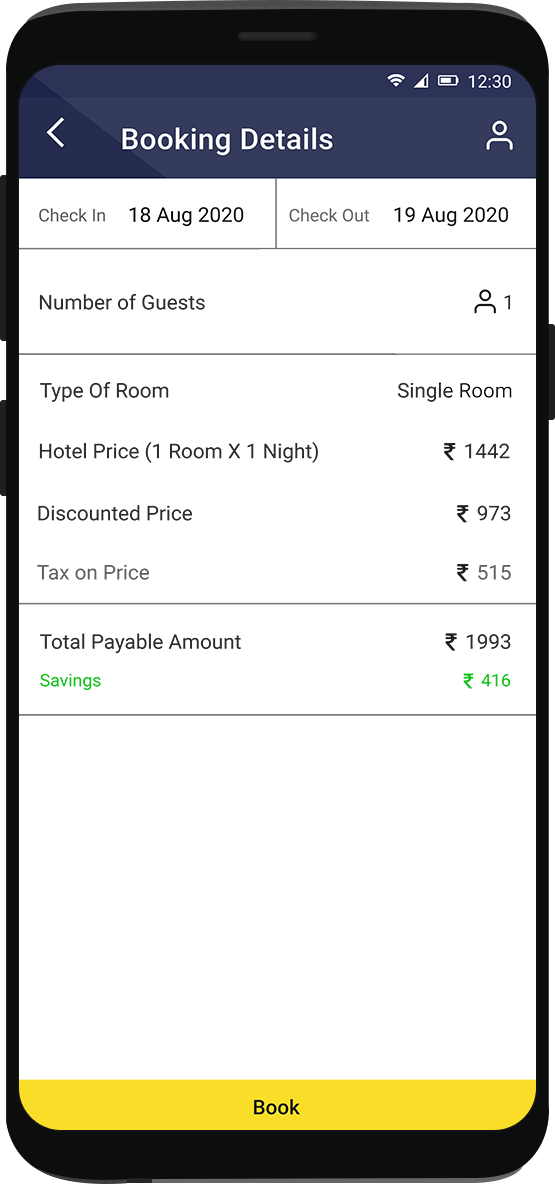 12:30
Booking Details
Check In 18 Aug 2020 Check Out 19 Aug 2020
Number of Guests 1
Type Of Room Single Room
Hotel Price (1 Room X 1 Night) ₹ 1442
Discounted Price ₹ 973
Tax on Price ₹ 515
Total Payable Amount ₹ 1993
Savings ₹ 416
Book